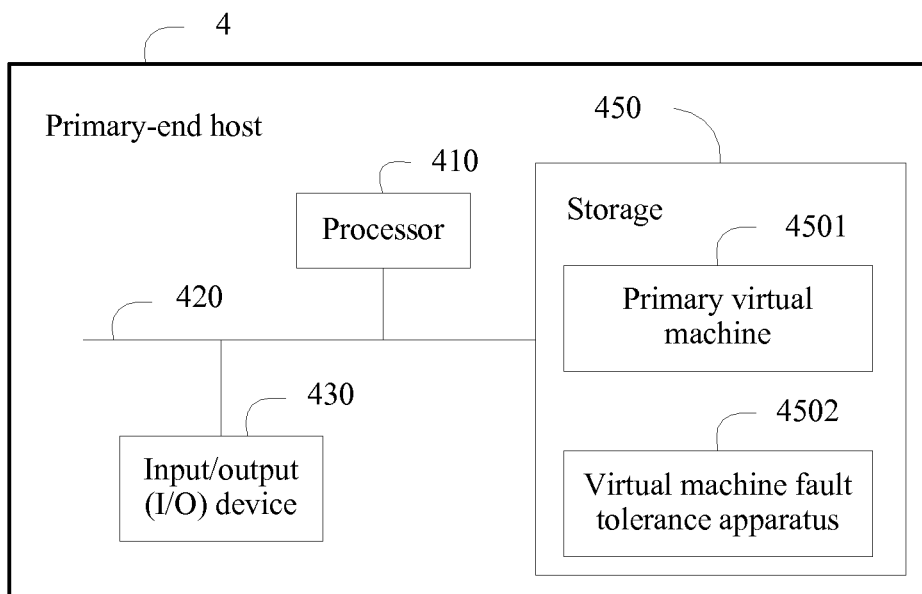 4
Primary-end host
450
410
Storage
Processor
4501
Primary virtual
machine
420
430
4502
Input/output
(I/O) device
Virtual machine fault
tolerance apparatus